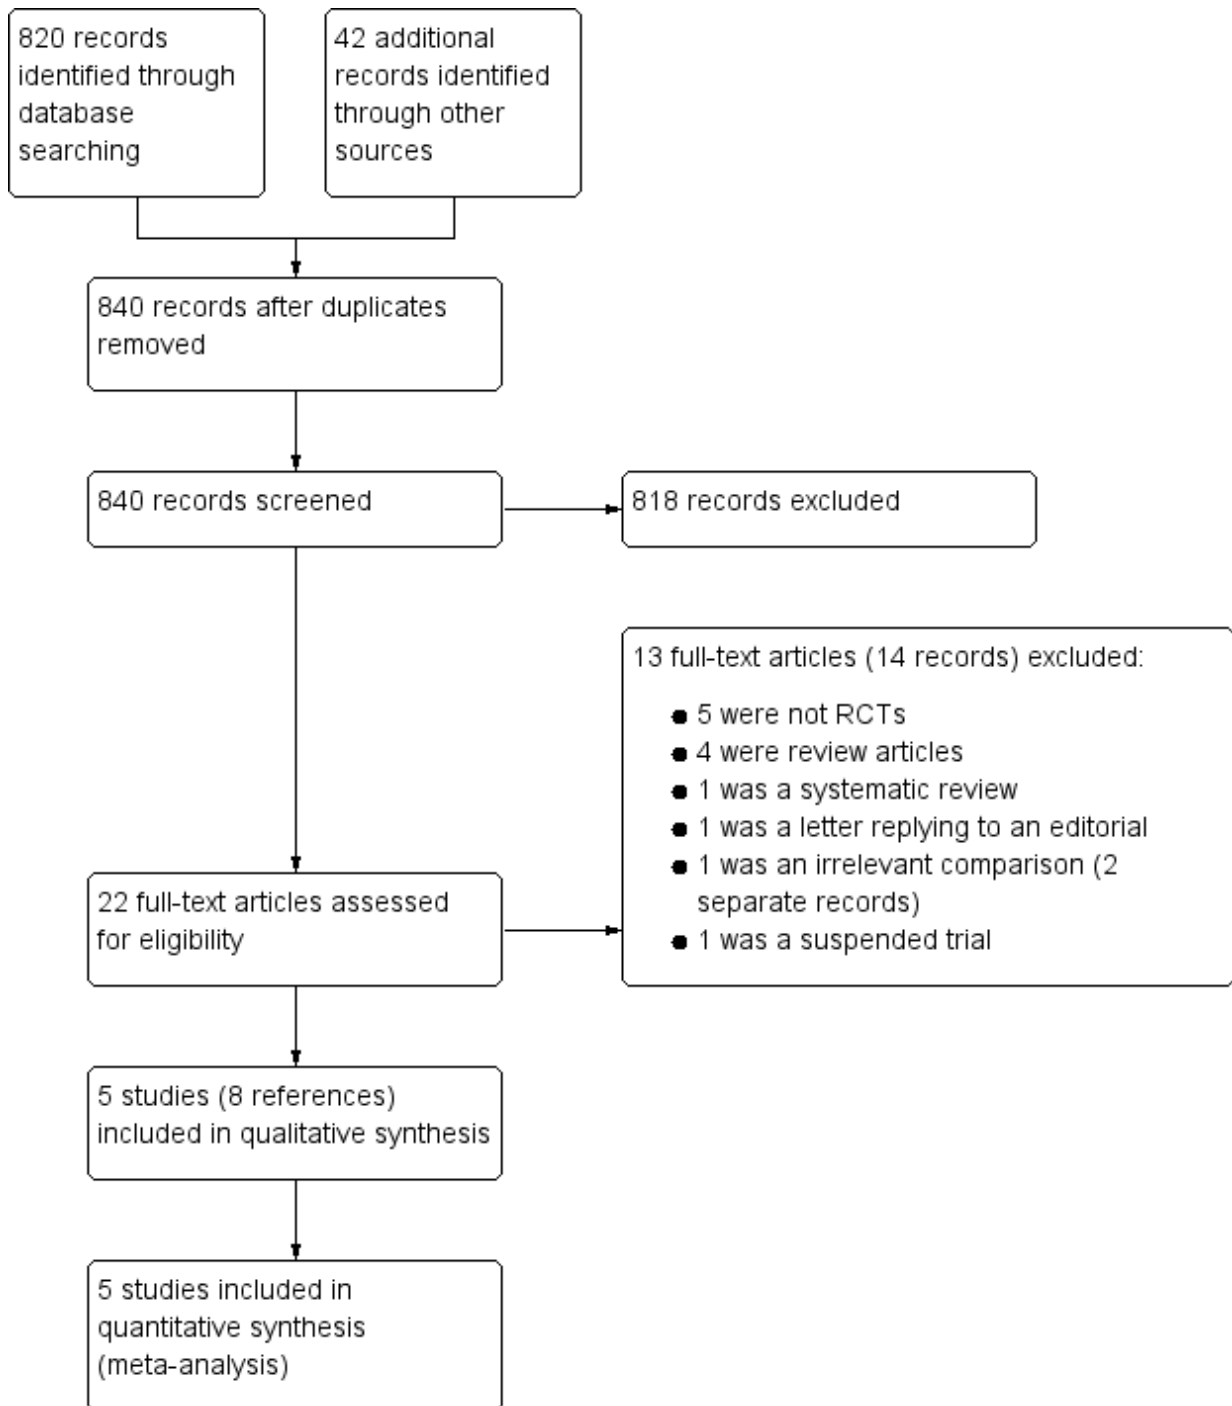 820 records
identified through
database
searching
42 additional
records identified
through other
sources
840 records after duplicates
removed
840 records screened
818 records excluded
13 full-text articles (14 records) excluded:
● 5 were not RCTs
● 4 were review articles
● 1 was a systematic review
● 1 was a letter replying to an editorial
● 1 was an irrelevant comparison (2
separate records)
● 1 was a suspended trial
22 full-text articles assessed
for eligibility
5 studies (8 references)
included in qualitative synthesis
5 studies included in
quantitative synthesis
(meta-analysis)